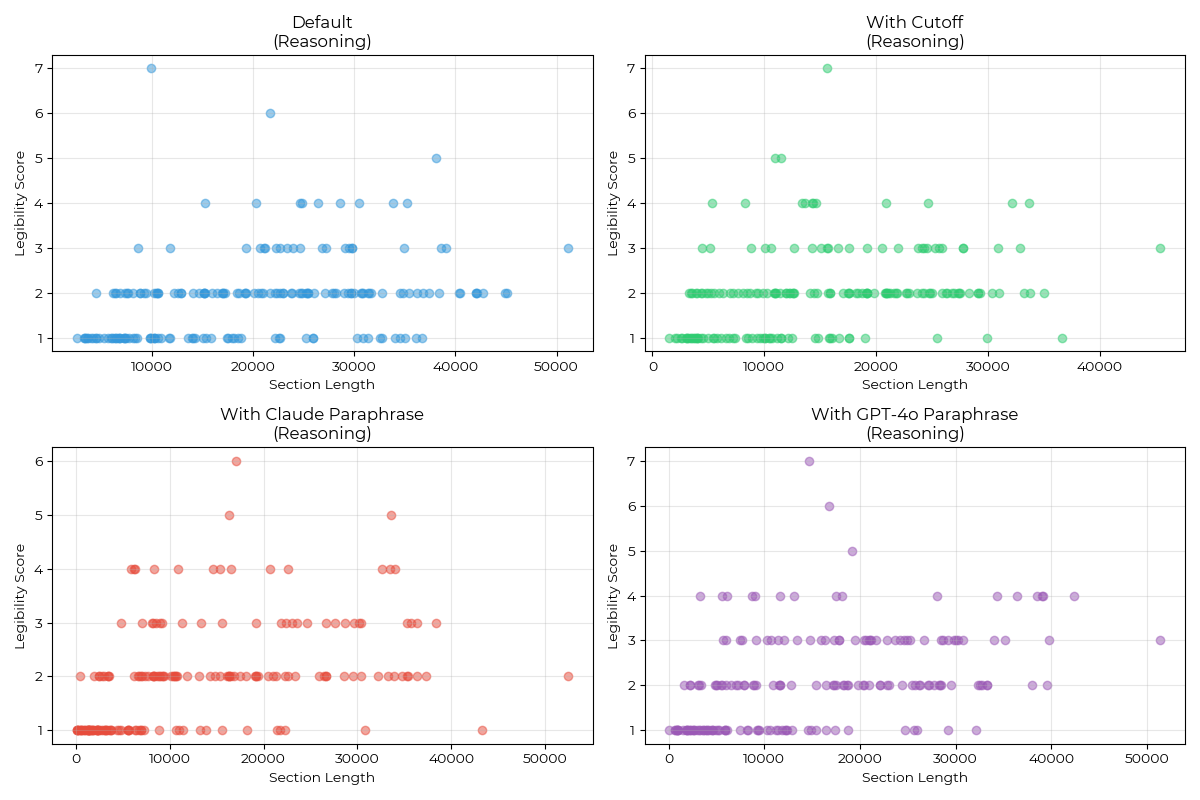 Default
(Reasoning)
7
6
5
4
3
2
1
Legibility Score
10000 20000 30000 40000 50000
Section Length
With Cutoff
(Reasoning)
7
6
5
4
3
2
1
Legibility Score
0 10000 20000 30000 40000
Section Length
With Claude Paraphrase
(Reasoning)
6
5
4
3
2
1
Legibility Score
0 10000 20000 30000 40000 50000
Section Length
With GPT-4o Paraphrase
(Reasoning)
7
6
5
4
3
2
1
Legibility Score
0 10000 20000 30000 40000 50000
Section Length